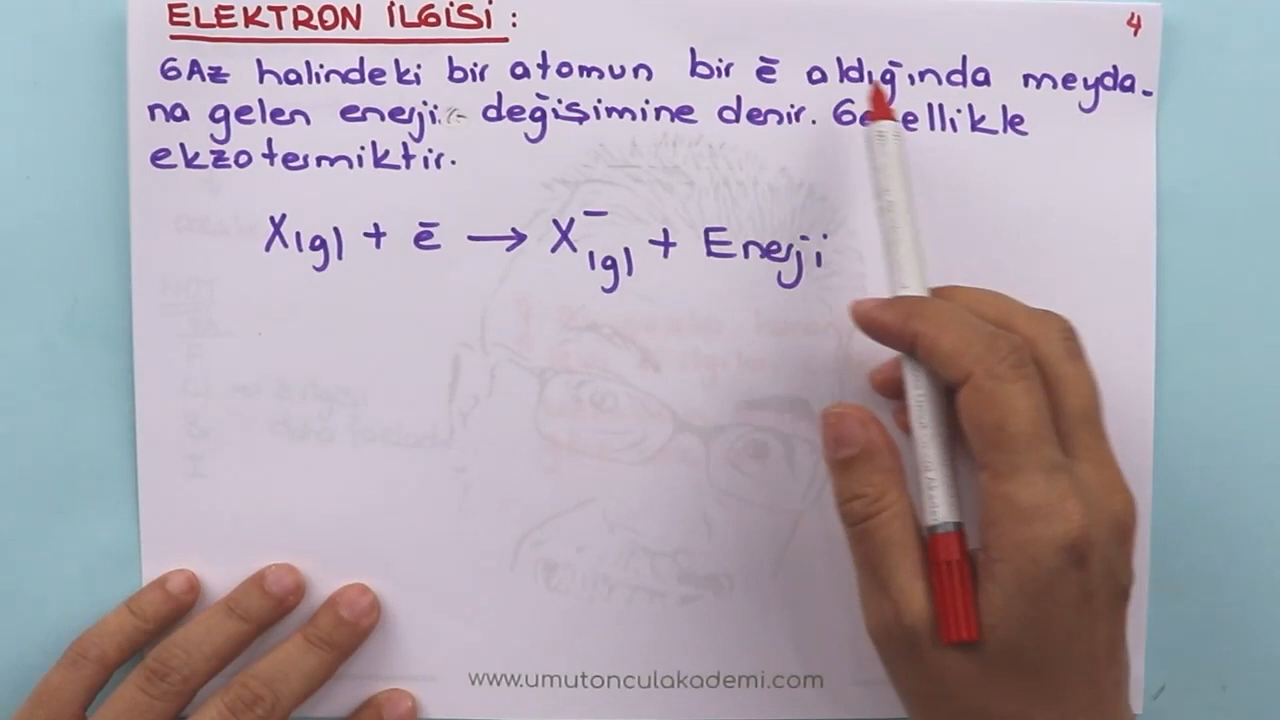 ELEKTRON İLGİSİ :
4
GAz halindeki bir atomun bir ē aldığında meyda-
na gelen enerji değişimine denir. Genellikle
ekzotermiktir.
X(g) + ē → X⁻(g) + Enerji
www.umutonculakademi.com